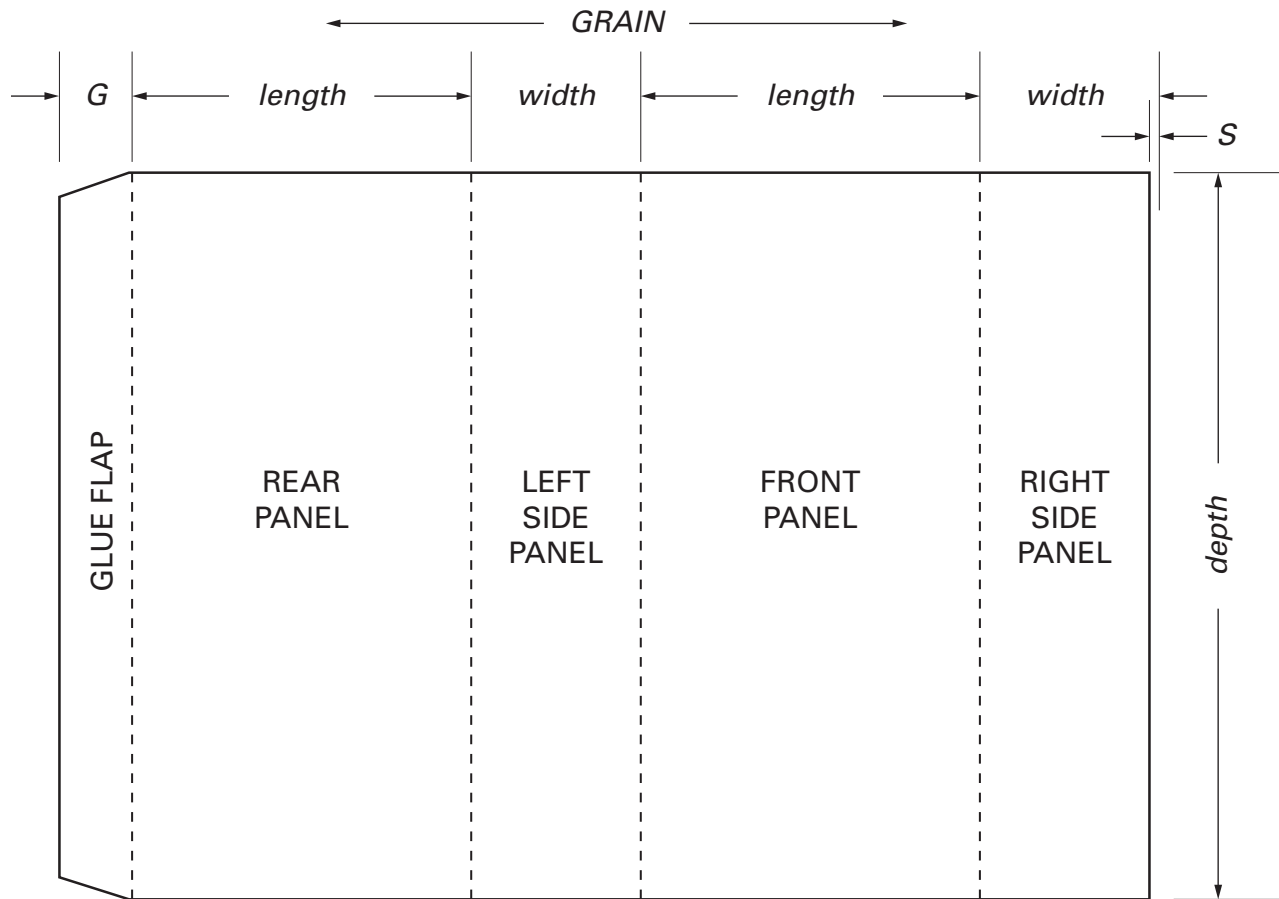 GRAIN
G length width length width
S
GLUE FLAP
REAR
PANEL
LEFT
SIDE
PANEL
FRONT
PANEL
RIGHT
SIDE
PANEL
depth